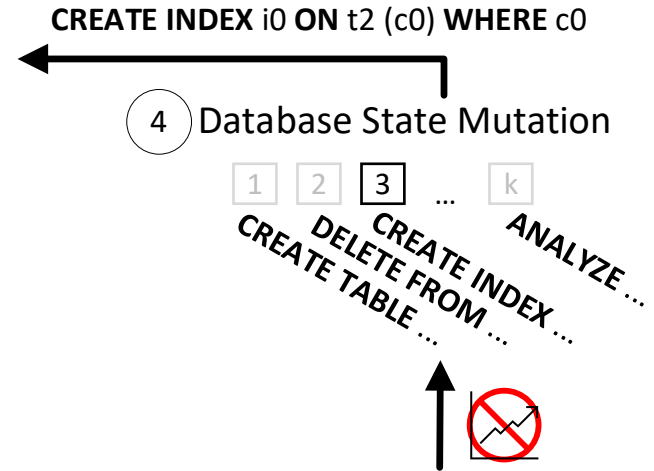 CREATE INDEX i0 ON t2 (c0) WHERE c0
4 Database State Mutation
1 2 3 ... k
CREATE TABLE ...
DELETE FROM ...
CREATE INDEX ...
ANALYZE ...